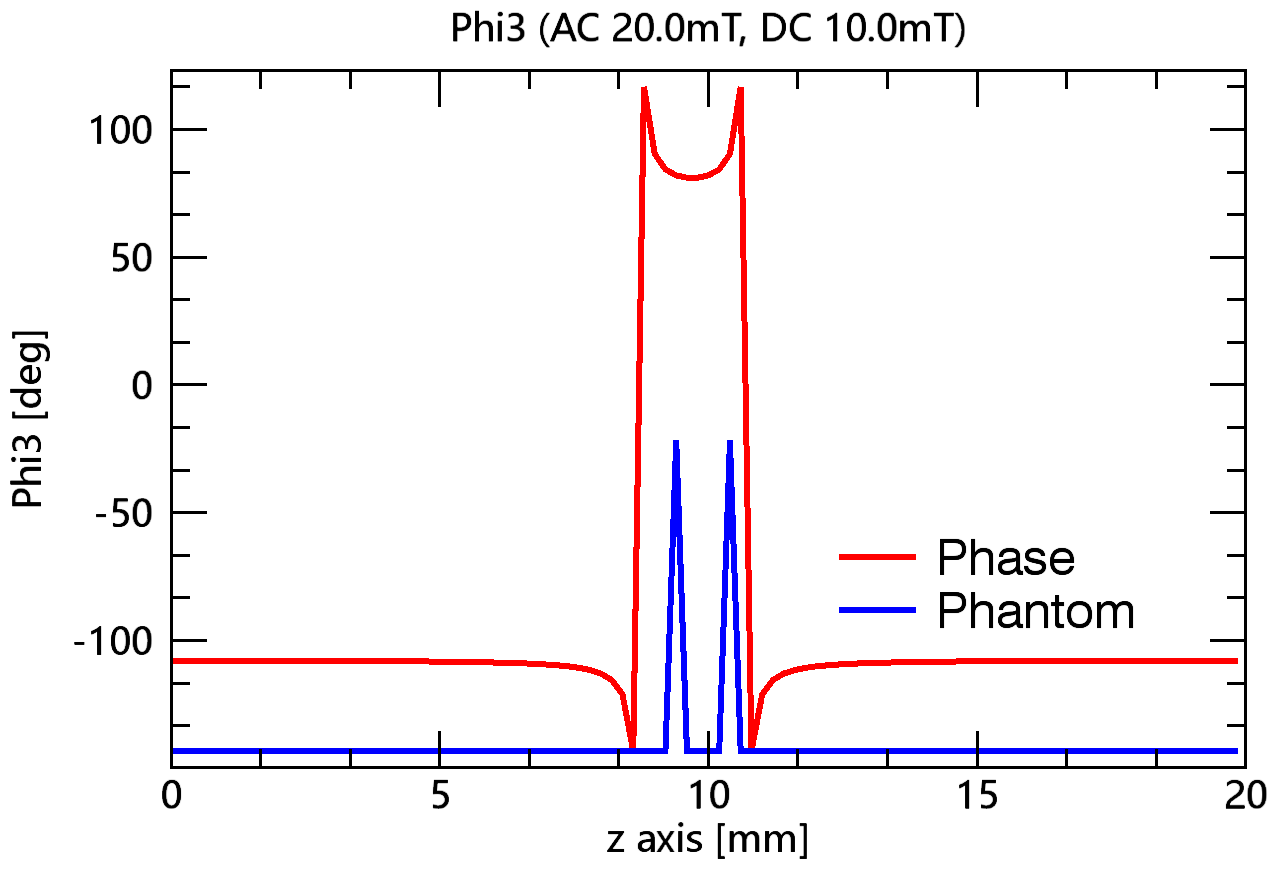 Phi3 (AC 20.0mT, DC 10.0mT)
100
50
0
-50
-100
Phi3 [deg]
Phase
Phantom
0 5 10 15 20
z axis [mm]